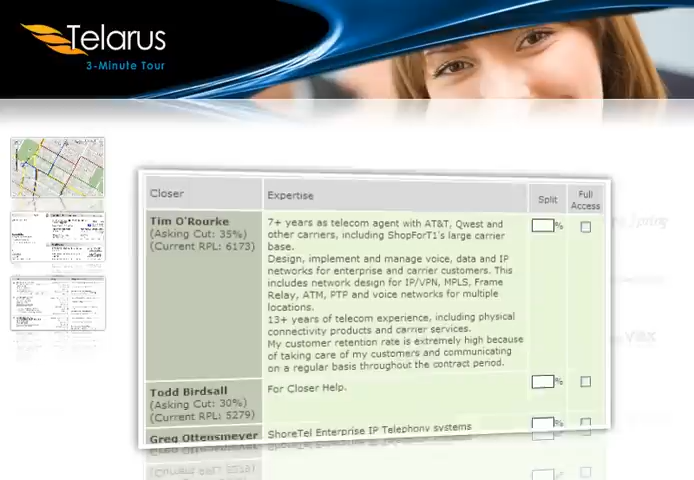 Telarus
3-Minute Tour
Closer
Expertise
Split
Full
Access
Tim O'Rourke
(Asking Cut: 35%)
(Current RPL: 6173)
7+ years as telecom agent with AT&T, Qwest and
other carriers, including ShopForT1's large carrier
base.
Design, implement and manage voice, data and IP
networks for enterprise and carrier customers. This
includes network design for IP/VPN, MPLS, Frame
Relay, ATM, PTP and voice networks for multiple
locations.
13+ years of telecom experience, including physical
connectivity products and carrier services.
My customer retention rate is extremely high because
of taking care of my customers and communicating
on a regular basis throughout the contract period.
%
Todd Birdsall
(Asking Cut: 30%)
(Current RPL: 5279)
For Closer Help.
%
Greg Ottensmeyer
ShoreTel Enterprise IP Telephony systems
%